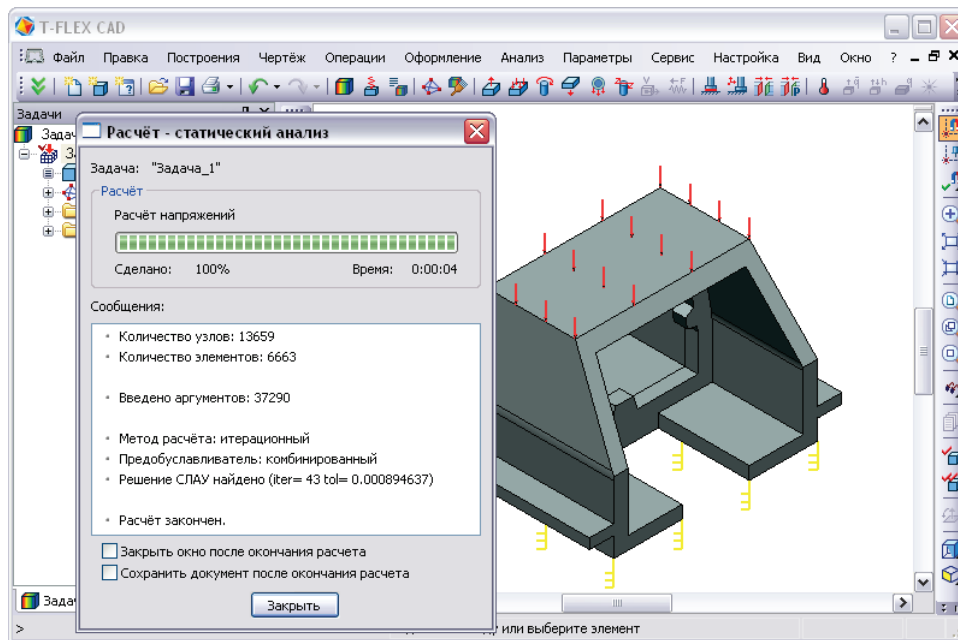 T-FLEX CAD
Файл Правка Построения Чертёж Операции Оформление Анализ Параметры Сервис Настройка Вид Окно ?
Задачи
Расчёт - статический анализ
Задача: "Задача_1"
Расчёт
Расчёт напряжений
Сделано: 100% Время: 0:00:04
Сообщения:
Количество узлов: 13659
Количество элементов: 6663
Введено аргументов: 37290
Метод расчёта: итерационный
Предобуславливатель: комбинированный
Решение СЛАУ найдено (iter= 43 tol= 0.000894637)
Расчёт закончен.
Закрыть окно после окончания расчета
Сохранить документ после окончания расчета
Закрыть
> или выберите элемент